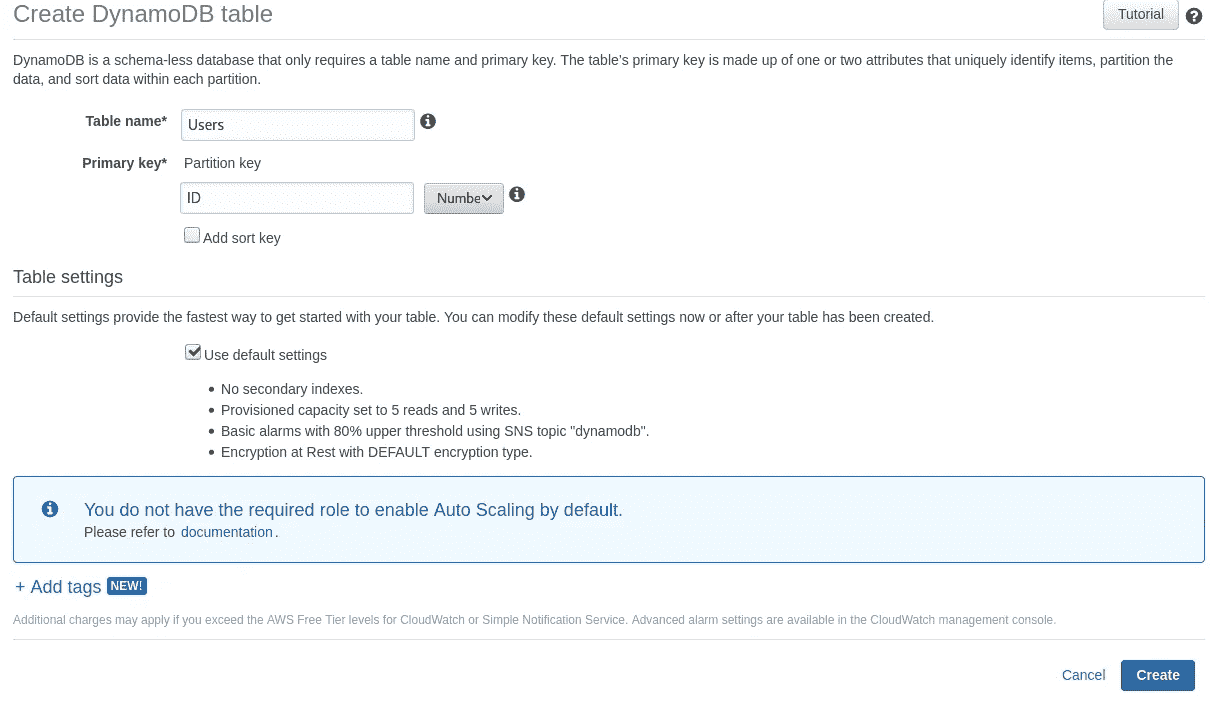 Create DynamoDB table
Tutorial
DynamoDB is a schema-less database that only requires a table name and primary key. The table's primary key is made up of one or two attributes that uniquely identify items, partition the
data, and sort data within each partition.
Table name*
Users
Primary key*
Partition key
ID
Numbe
Add sort key
Table settings
Default settings provide the fastest way to get started with your table. You can modify these default settings now or after your table has been created.
Use default settings
• No secondary indexes.
• Provisioned capacity set to 5 reads and 5 writes.
• Basic alarms with 80% upper threshold using SNS topic "dynamodb".
• Encryption at Rest with DEFAULT encryption type.
You do not have the required role to enable Auto Scaling by default.
Please refer to documentation.
+ Add tags NEW!
Additional charges may apply if you exceed the AWS Free Tier levels for CloudWatch or Simple Notification Service. Advanced alarm settings are available in the CloudWatch management console.
Cancel
Create